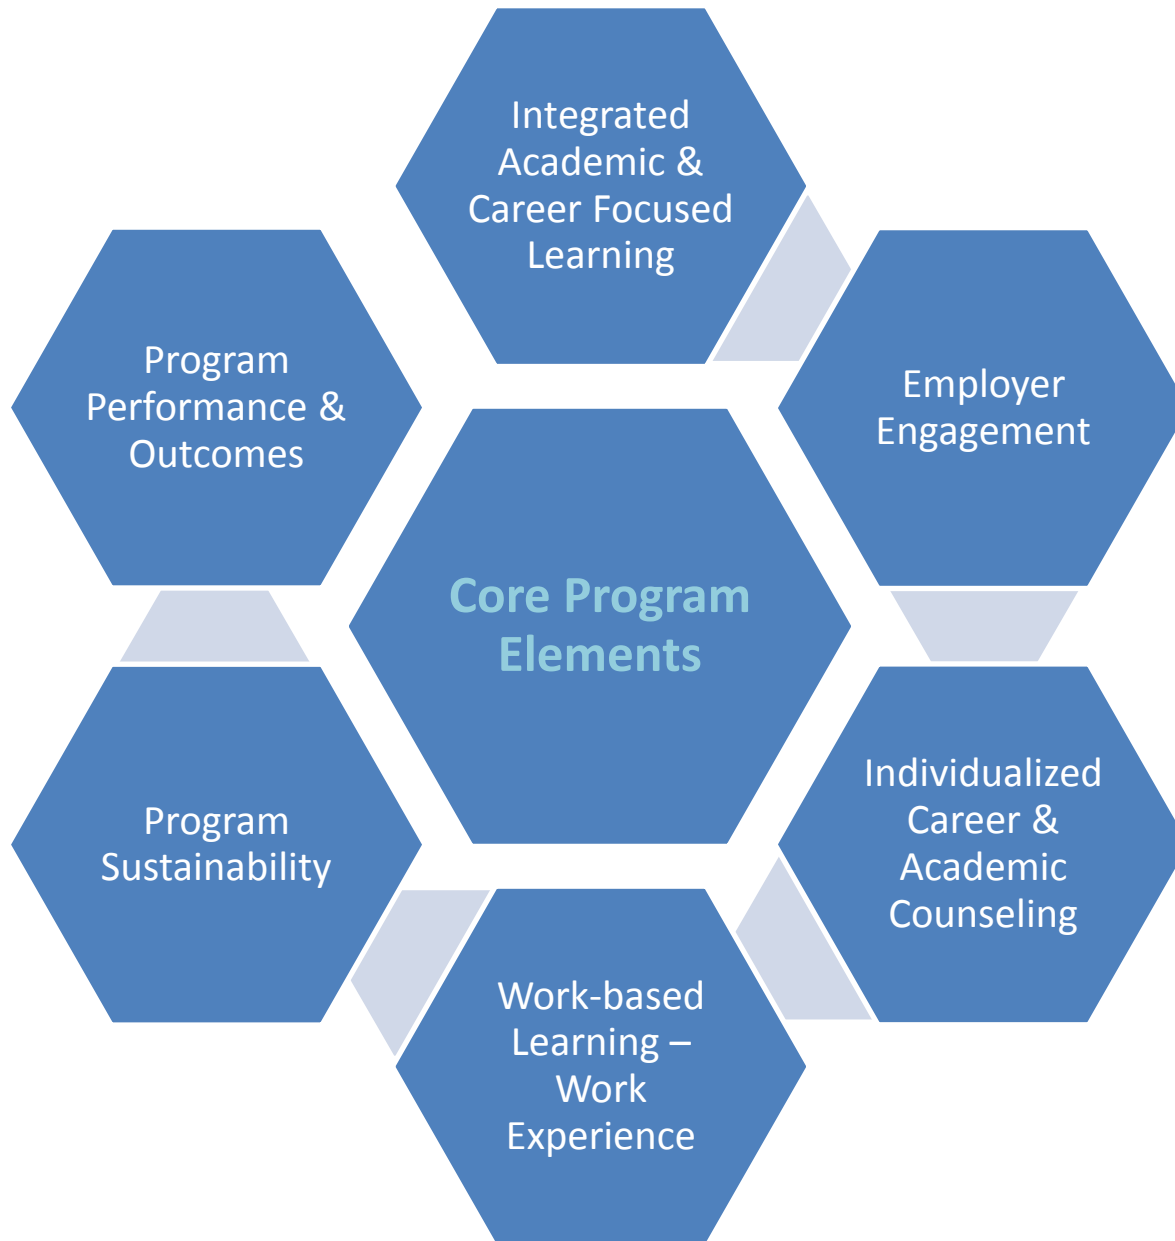 Integrated
Academic &
Career Focused
Learning
Employer
Engagement
Individualized
Career &
Academic
Counseling
Work-based
Learning –
Work
Experience
Program
Sustainability
Program
Performance &
Outcomes
Core Program
Elements